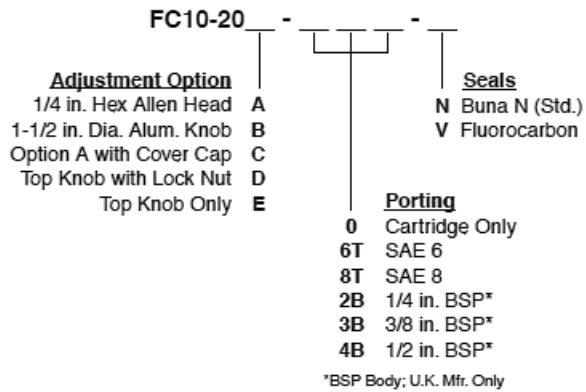 FC10-20__ - __ __ __ - __
Adjustment Option
1/4 in. Hex Allen Head A
1-1/2 in. Dia. Alum. Knob B
Option A with Cover Cap C
Top Knob with Lock Nut D
Top Knob Only E
Seals
N Buna N (Std.)
V Fluorocarbon
Porting
0 Cartridge Only
6T SAE 6
8T SAE 8
2B 1/4 in. BSP*
3B 3/8 in. BSP*
4B 1/2 in. BSP*
*BSP Body; U.K. Mfr. Only